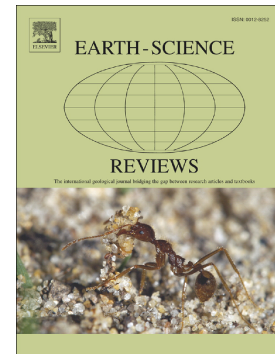 ISSN: 0012-8252
ELSEVIER
EARTH-SCIENCE
REVIEWS
The international geological journal bridging the gap between research articles and textbooks